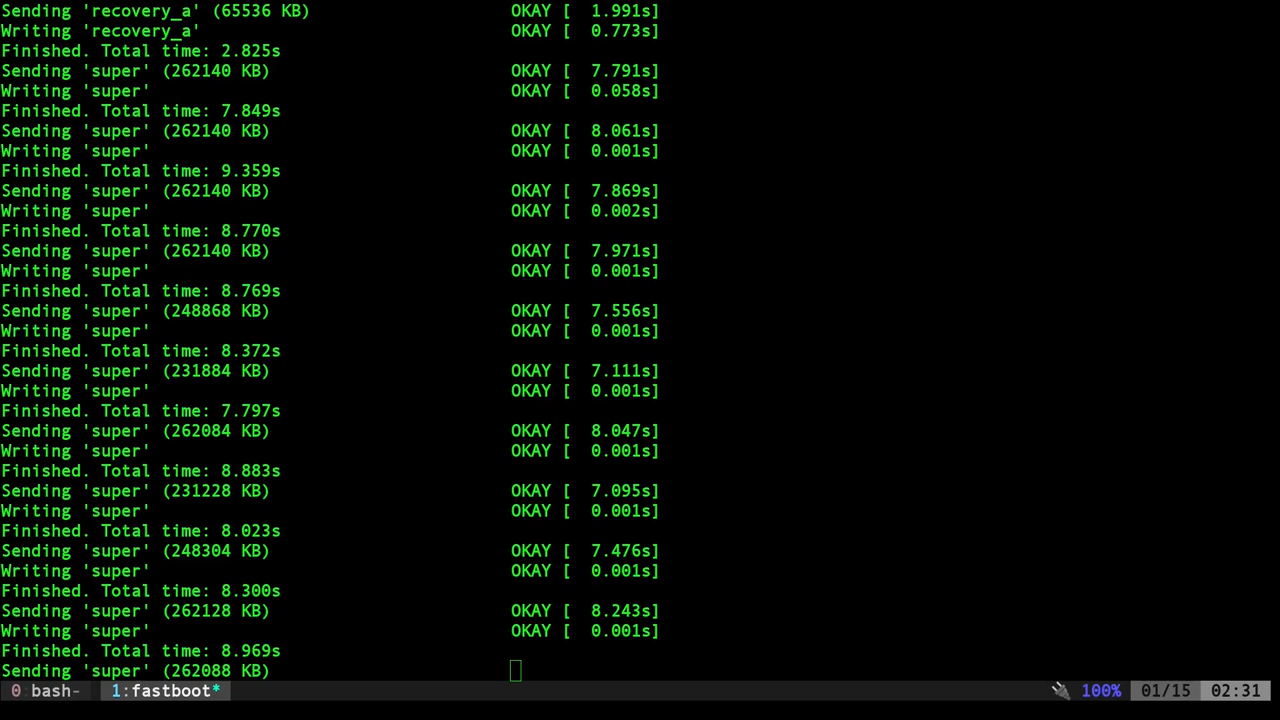 Sending 'recovery_a' (65536 KB) OKAY [ 1.991s]
Writing 'recovery_a' OKAY [ 0.773s]
Finished. Total time: 2.825s
Sending 'super' (262140 KB) OKAY [ 7.791s]
Writing 'super' OKAY [ 0.058s]
Finished. Total time: 7.849s
Sending 'super' (262140 KB) OKAY [ 8.061s]
Writing 'super' OKAY [ 0.001s]
Finished. Total time: 9.359s
Sending 'super' (262140 KB) OKAY [ 7.869s]
Writing 'super' OKAY [ 0.002s]
Finished. Total time: 8.770s
Sending 'super' (262140 KB) OKAY [ 7.971s]
Writing 'super' OKAY [ 0.001s]
Finished. Total time: 8.769s
Sending 'super' (248868 KB) OKAY [ 7.556s]
Writing 'super' OKAY [ 0.001s]
Finished. Total time: 8.372s
Sending 'super' (231884 KB) OKAY [ 7.111s]
Writing 'super' OKAY [ 0.001s]
Finished. Total time: 7.797s
Sending 'super' (262084 KB) OKAY [ 8.047s]
Writing 'super' OKAY [ 0.001s]
Finished. Total time: 8.883s
Sending 'super' (231228 KB) OKAY [ 7.095s]
Writing 'super' OKAY [ 0.001s]
Finished. Total time: 8.023s
Sending 'super' (248304 KB) OKAY [ 7.476s]
Writing 'super' OKAY [ 0.001s]
Finished. Total time: 8.300s
Sending 'super' (262128 KB) OKAY [ 8.243s]
Writing 'super' OKAY [ 0.001s]
Finished. Total time: 8.969s
Sending 'super' (262088 KB)
0 bash- 1:fastboot* 100% 01/15 02:31